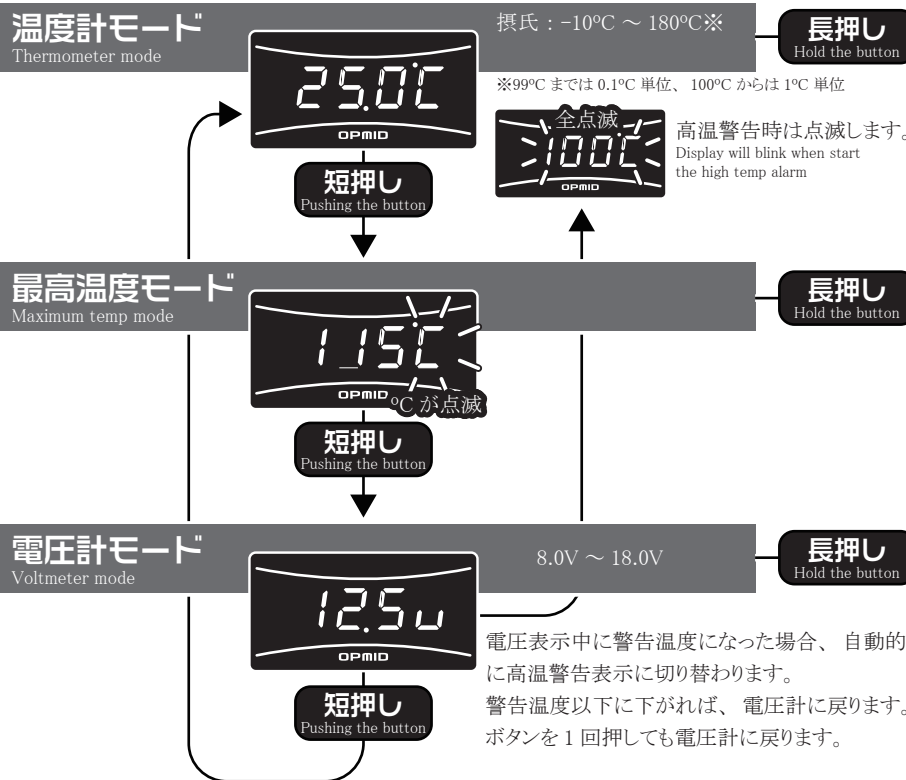 温度計モード
Thermometer mode
摂氏：-10ºC ～ 180ºC※
長押し
Hold the button
25.0℃
OPMID
※99ºC までは 0.1ºC 単位、100ºC からは 1ºC 単位
全点滅
100℃
OPMID
高温警告時は点滅します。
Display will blink when start
the high temp alarm
短押し
Pushing the button
最高温度モード
Maximum temp mode
長押し
Hold the button
115℃
OPMID
ºC が点滅
短押し
Pushing the button
電圧計モード
Voltmeter mode
8.0V ～ 18.0V
長押し
Hold the button
12.5u
OPMID
電圧表示中に警告温度になった場合、自動的
に高温警告表示に切り替わります。
警告温度以下に下がれば、電圧計に戻ります。
ボタンを 1 回押しても電圧計に戻ります。
短押し
Pushing the button